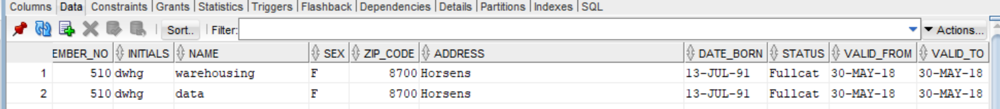 Columns Data Constraints Grants Statistics Triggers Flashback Dependencies Details Partitions Indexes SQL
Sort.. Filter: Actions...
EMBER_NO INITIALS NAME SEX ZIP_CODE ADDRESS DATE_BORN STATUS VALID_FROM VALID_TO
1 510 dwhg warehousing F 8700 Horsens 13-JUL-91 Fullcat 30-MAY-18 30-MAY-18
2 510 dwhg data F 8700 Horsens 13-JUL-91 Fullcat 30-MAY-18 30-MAY-18